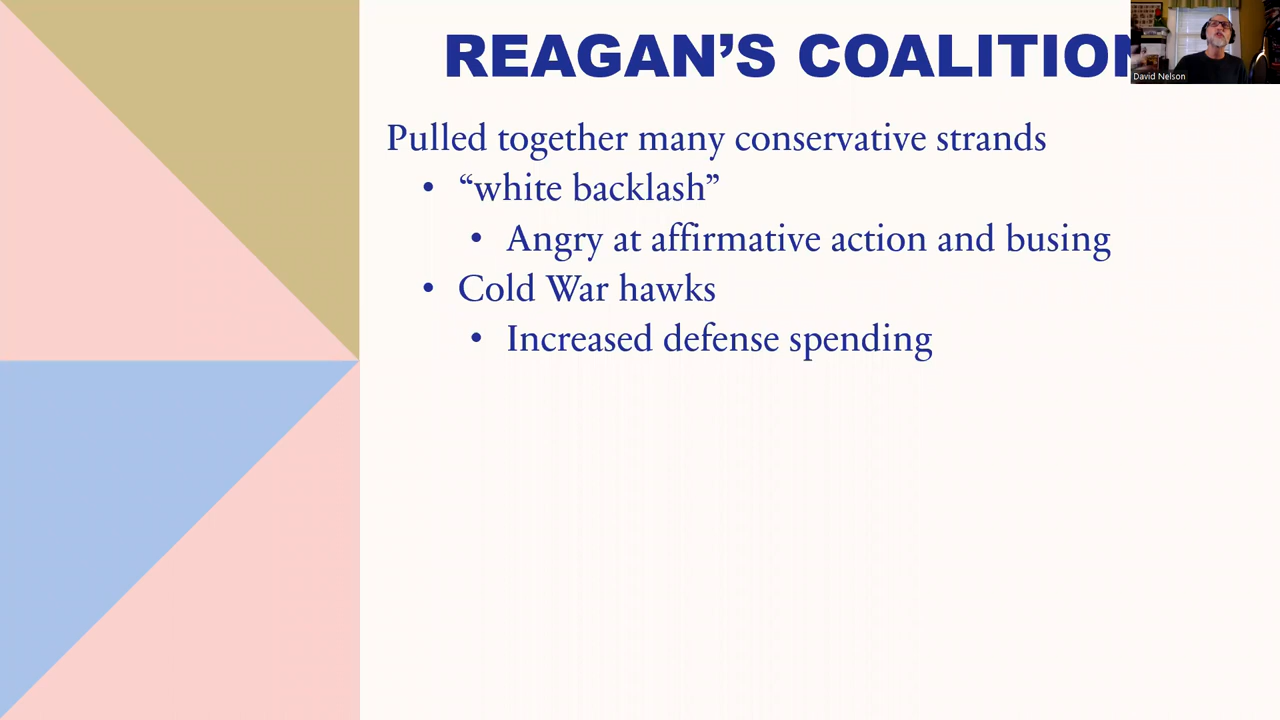 REAGAN’S COALITION
David Nelson
Pulled together many conservative strands
• “white backlash”
• Angry at affirmative action and busing
• Cold War hawks
• Increased defense spending